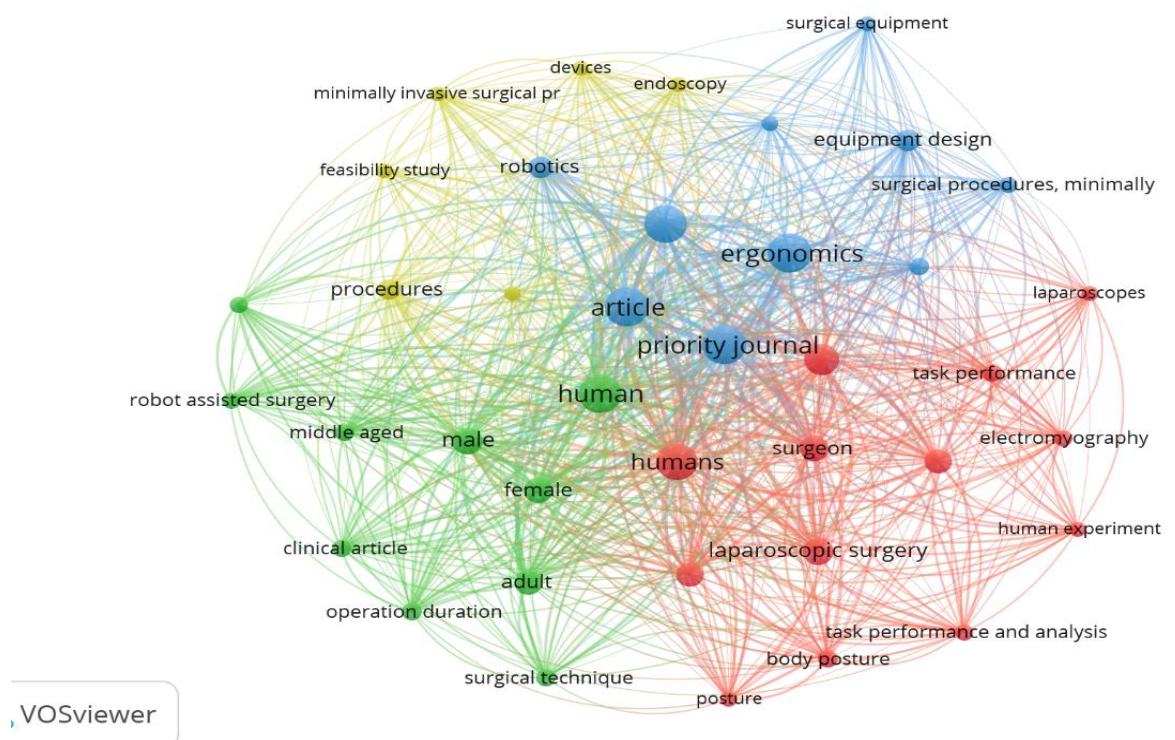 surgical equipment
devices
endoscopy
minimally invasive surgical pr
equipment design
robotics
feasibility study
surgical procedures, minimally
ergonomics
procedures
laparoscopes
article
priority journal
task performance
human
robot assisted surgery
middle aged
male
electromyography
surgeon
humans
female
human experiment
clinical article
laparoscopic surgery
adult
operation duration
task performance and analysis
body posture
surgical technique
posture
VOSviewer